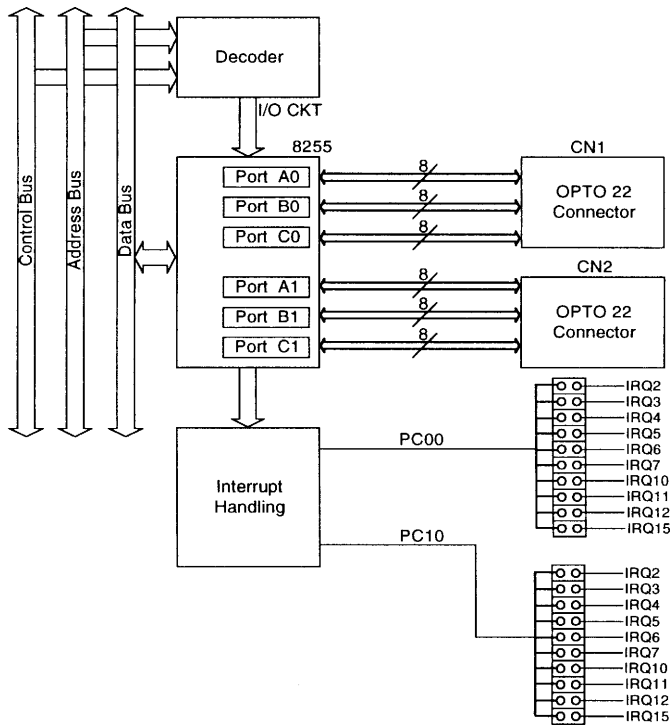 Decoder
I/O CKT
Control Bus
Address Bus
Data Bus
8255
Port A0
Port B0
Port C0
Port A1
Port B1
Port C1
8
8
8
8
8
8
CN1
OPTO 22
Connector
CN2
OPTO 22
Connector
Interrupt
Handling
PC00
IRQ2
IRQ3
IRQ4
IRQ5
IRQ6
IRQ7
IRQ10
IRQ11
IRQ12
IRQ15
PC10
IRQ2
IRQ3
IRQ4
IRQ5
IRQ6
IRQ7
IRQ10
IRQ11
IRQ12
IRQ15